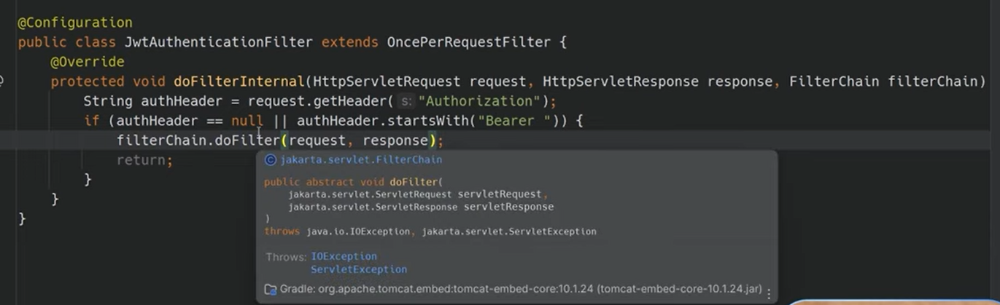 @Configuration
public class JwtAuthenticationFilter extends OncePerRequestFilter {
@Override
protected void doFilterInternal(HttpServletRequest request, HttpServletResponse response, FilterChain filterChain)
String authHeader = request.getHeader( s: "Authorization");
if (authHeader == null || authHeader.startsWith("Bearer ")) {
filterChain.doFilter(request, response);
return;
}
}
}
jakarta.servlet.FilterChain
public abstract void doFilter(
jakarta.servlet.ServletRequest servletRequest,
jakarta.servlet.ServletResponse servletResponse
)
throws java.io.IOException, jakarta.servlet.ServletException
Throws: IOException
ServletException
Gradle: org.apache.tomcat.embed:tomcat-embed-core:10.1.24 (tomcat-embed-core-10.1.24.jar)